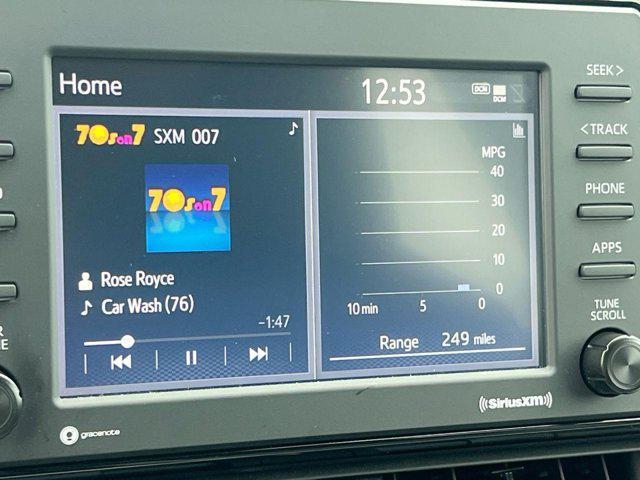 Home 12:53 DCM DCM
70s on 7 SXM 007
70s on 7
Rose Royce
Car Wash (76)
-1:47
MPG
40
30
20
10
0
10 min 5 0
Range 249 miles
SEEK >
< TRACK
PHONE
APPS
TUNE
SCROLL
gracenote
((SiriusXM))